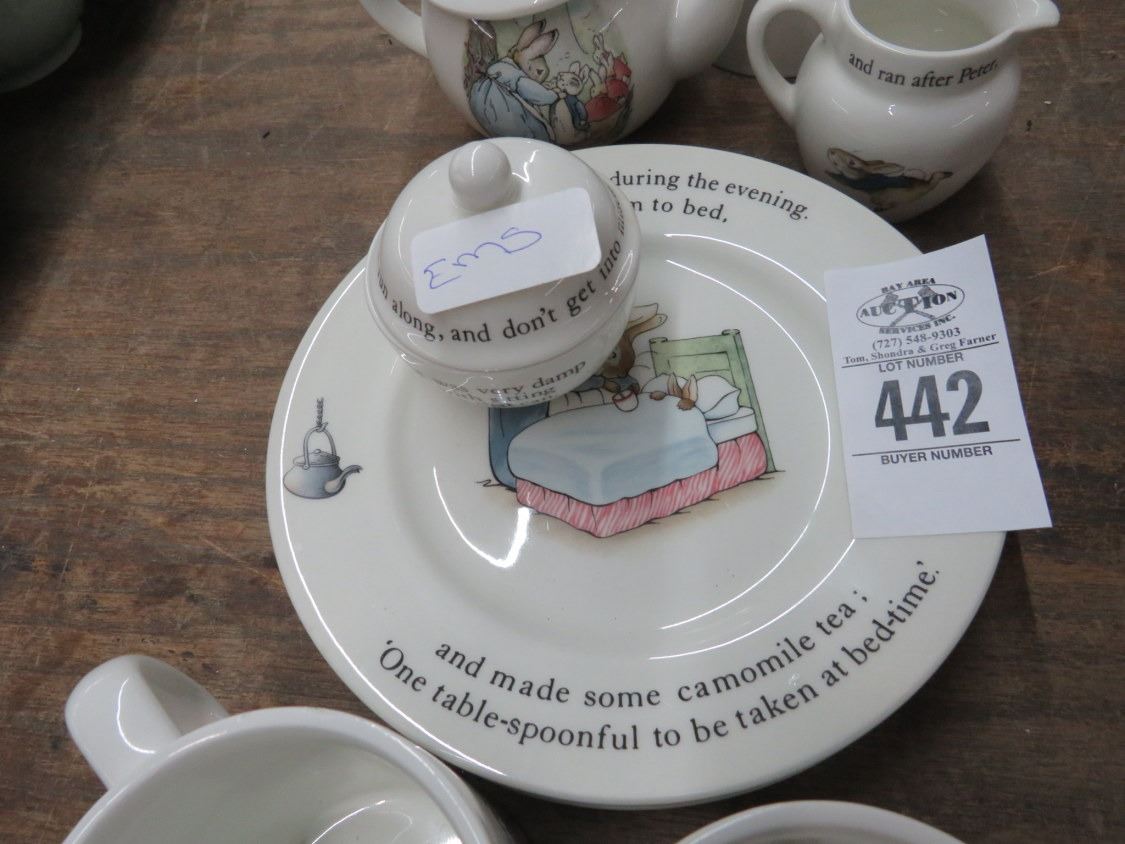 and ran after Peter,
during the evening.
to bed,
EMS
along, and don't get into
very damp
sitting
BAY AREA
AUCTION
SERVICES INC.
(727) 548-9303
Tom, Shondra & Greg Farner
LOT NUMBER
442
BUYER NUMBER
and made some camomile tea;
'One table-spoonful to be taken at bed-time.'